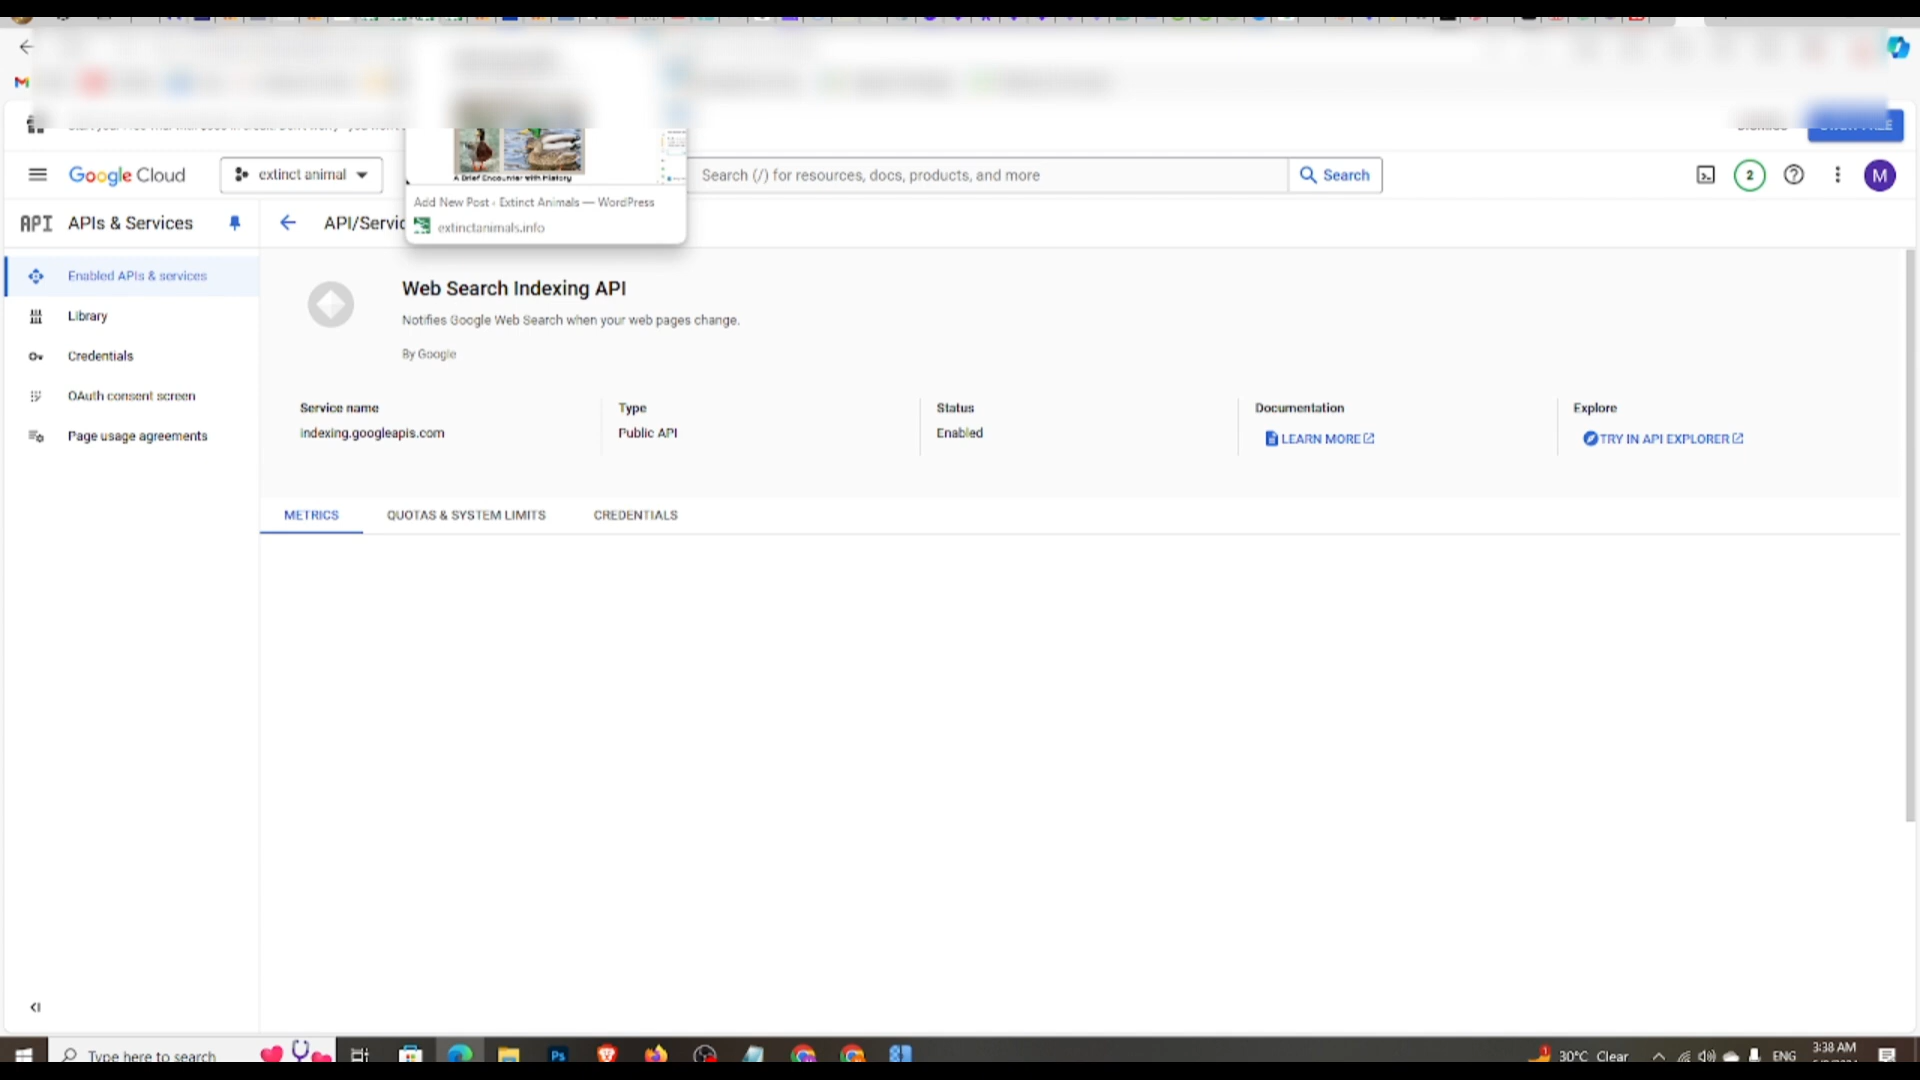 Google Cloud
extinct animal
Search (/) for resources, docs, products, and more
Search
2
M
A Brief Encounter with History
Add New Post ‹ Extinct Animals — WordPress
extinctanimals.info
API APIs & Services
API/Servic
Enabled APIs & services
Library
Credentials
OAuth consent screen
Page usage agreements
Web Search Indexing API
Notifies Google Web Search when your web pages change.
By Google
Service name
indexing.googleapis.com
Type
Public API
Status
Enabled
Documentation
LEARN MORE
Explore
TRY IN API EXPLORER
METRICS
QUOTAS & SYSTEM LIMITS
CREDENTIALS
Type here to search
Ps
1
30°C Clear
ENG
3:38 AM